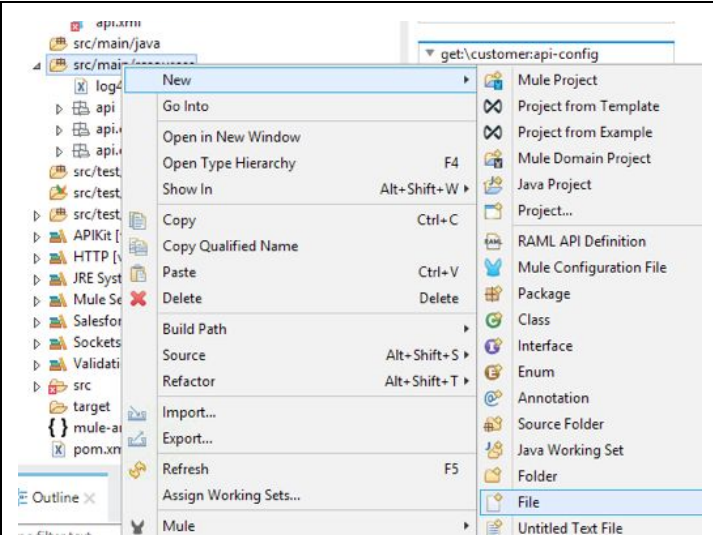 api.xml
src/main/java
src/main/resources
log4
api
api.
api.
src/test
src/test
src/test
APIKit [
HTTP [v
JRE Syst
Mule Se
Salesfor
Sockets
Validati
src
target
mule-ar
pom.xm
Outline
get:\customer:api-config
New
Go Into
Open in New Window
Open Type Hierarchy F4
Show In Alt+Shift+W
Copy Ctrl+C
Copy Qualified Name
Paste Ctrl+V
Delete Delete
Build Path
Source Alt+Shift+S
Refactor Alt+Shift+T
Import...
Export...
Refresh F5
Assign Working Sets...
Mule
Mule Project
Project from Template
Project from Example
Mule Domain Project
Java Project
Project...
RAML API Definition
Mule Configuration File
Package
Class
Interface
Enum
Annotation
Source Folder
Java Working Set
Folder
File
Untitled Text File